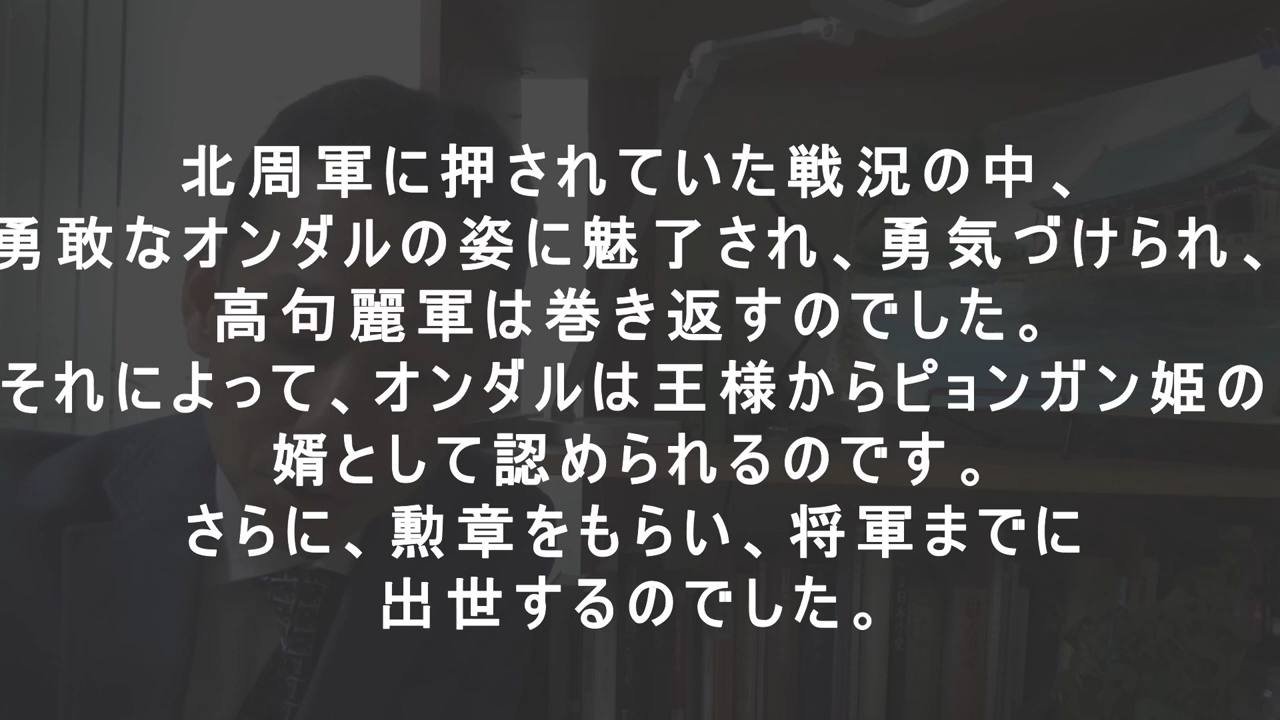 北周軍に押されていた戦況の中、
勇敢なオンダルの姿に魅了され、勇気づけられ、
高句麗軍は巻き返すのでした。
それによって、オンダルは王様からピョンガン姫の
婿として認められるのです。
さらに、勲章をもらい、将軍までに
出世するのでした。